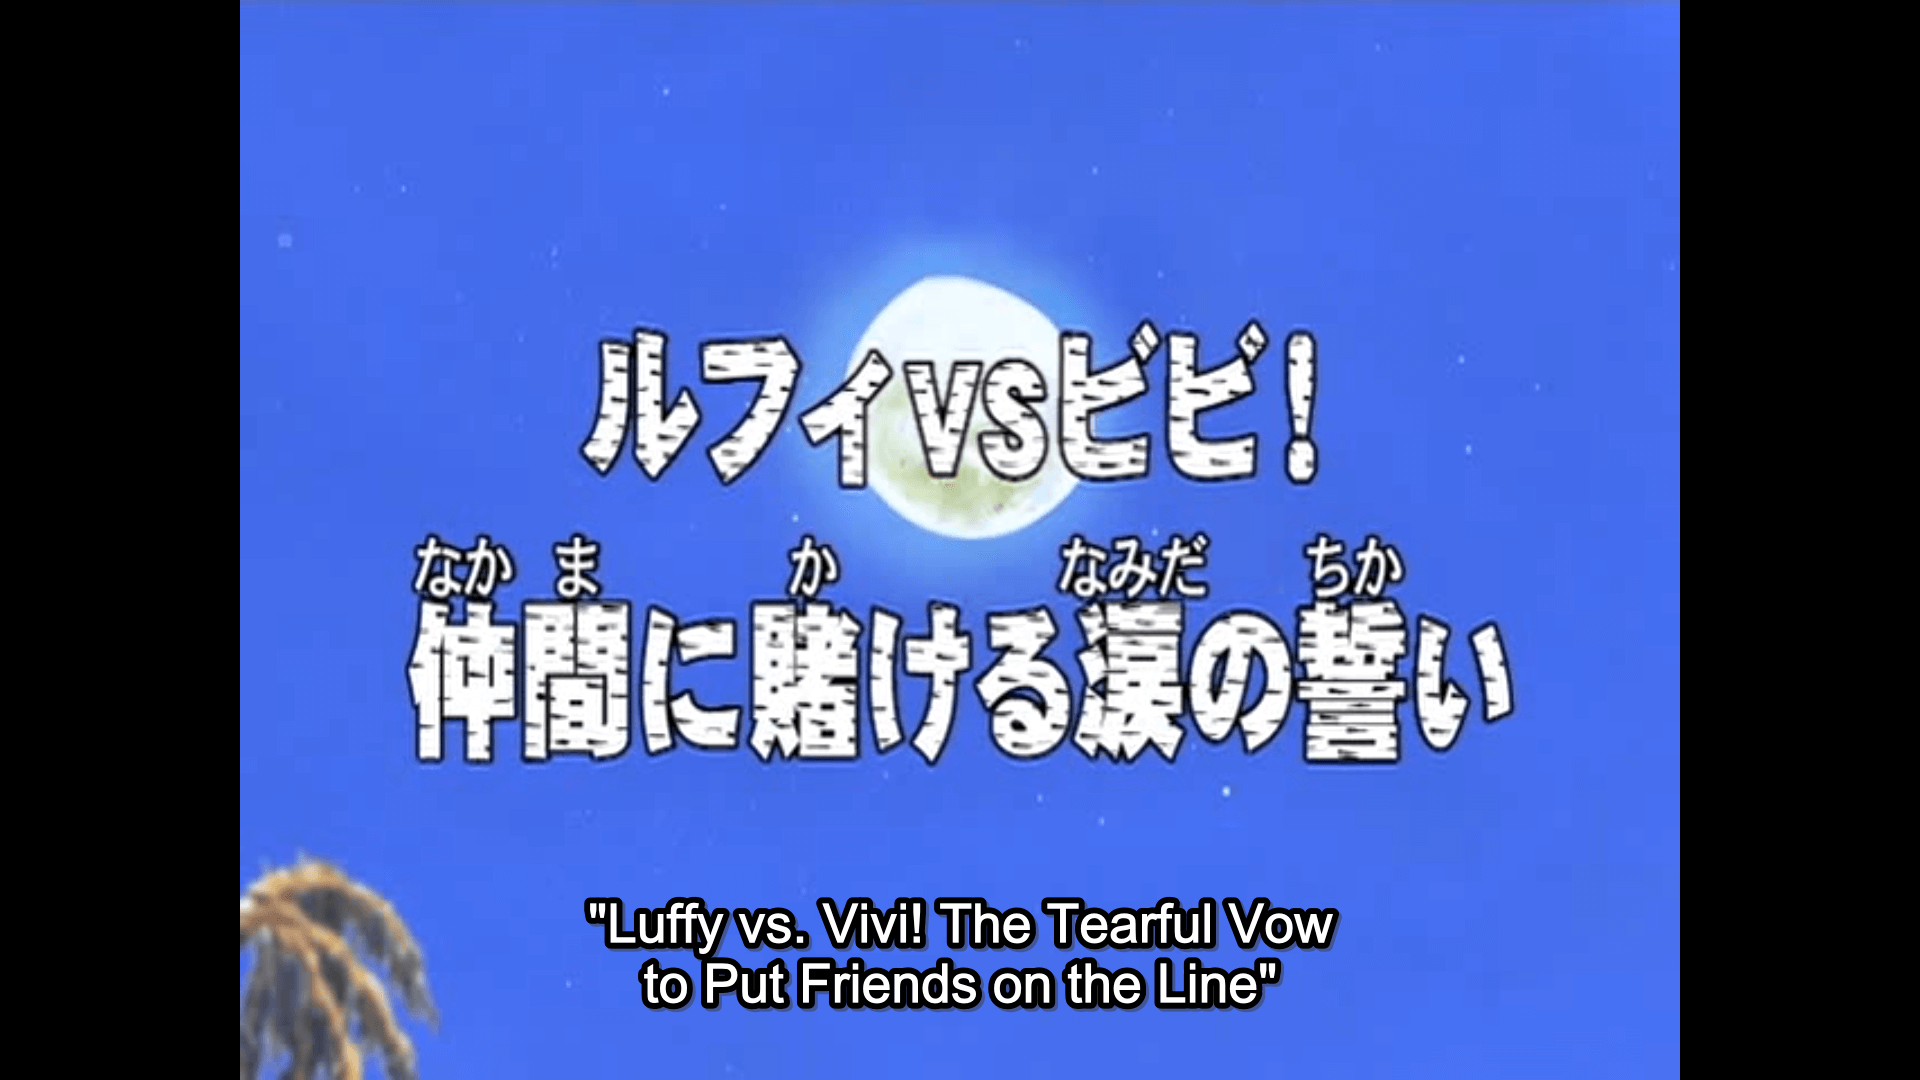 ルフィvsビビ！
なかま か なみだ ちか
仲間に賭ける涙の誓い
"Luffy vs. Vivi! The Tearful Vow
to Put Friends on the Line"